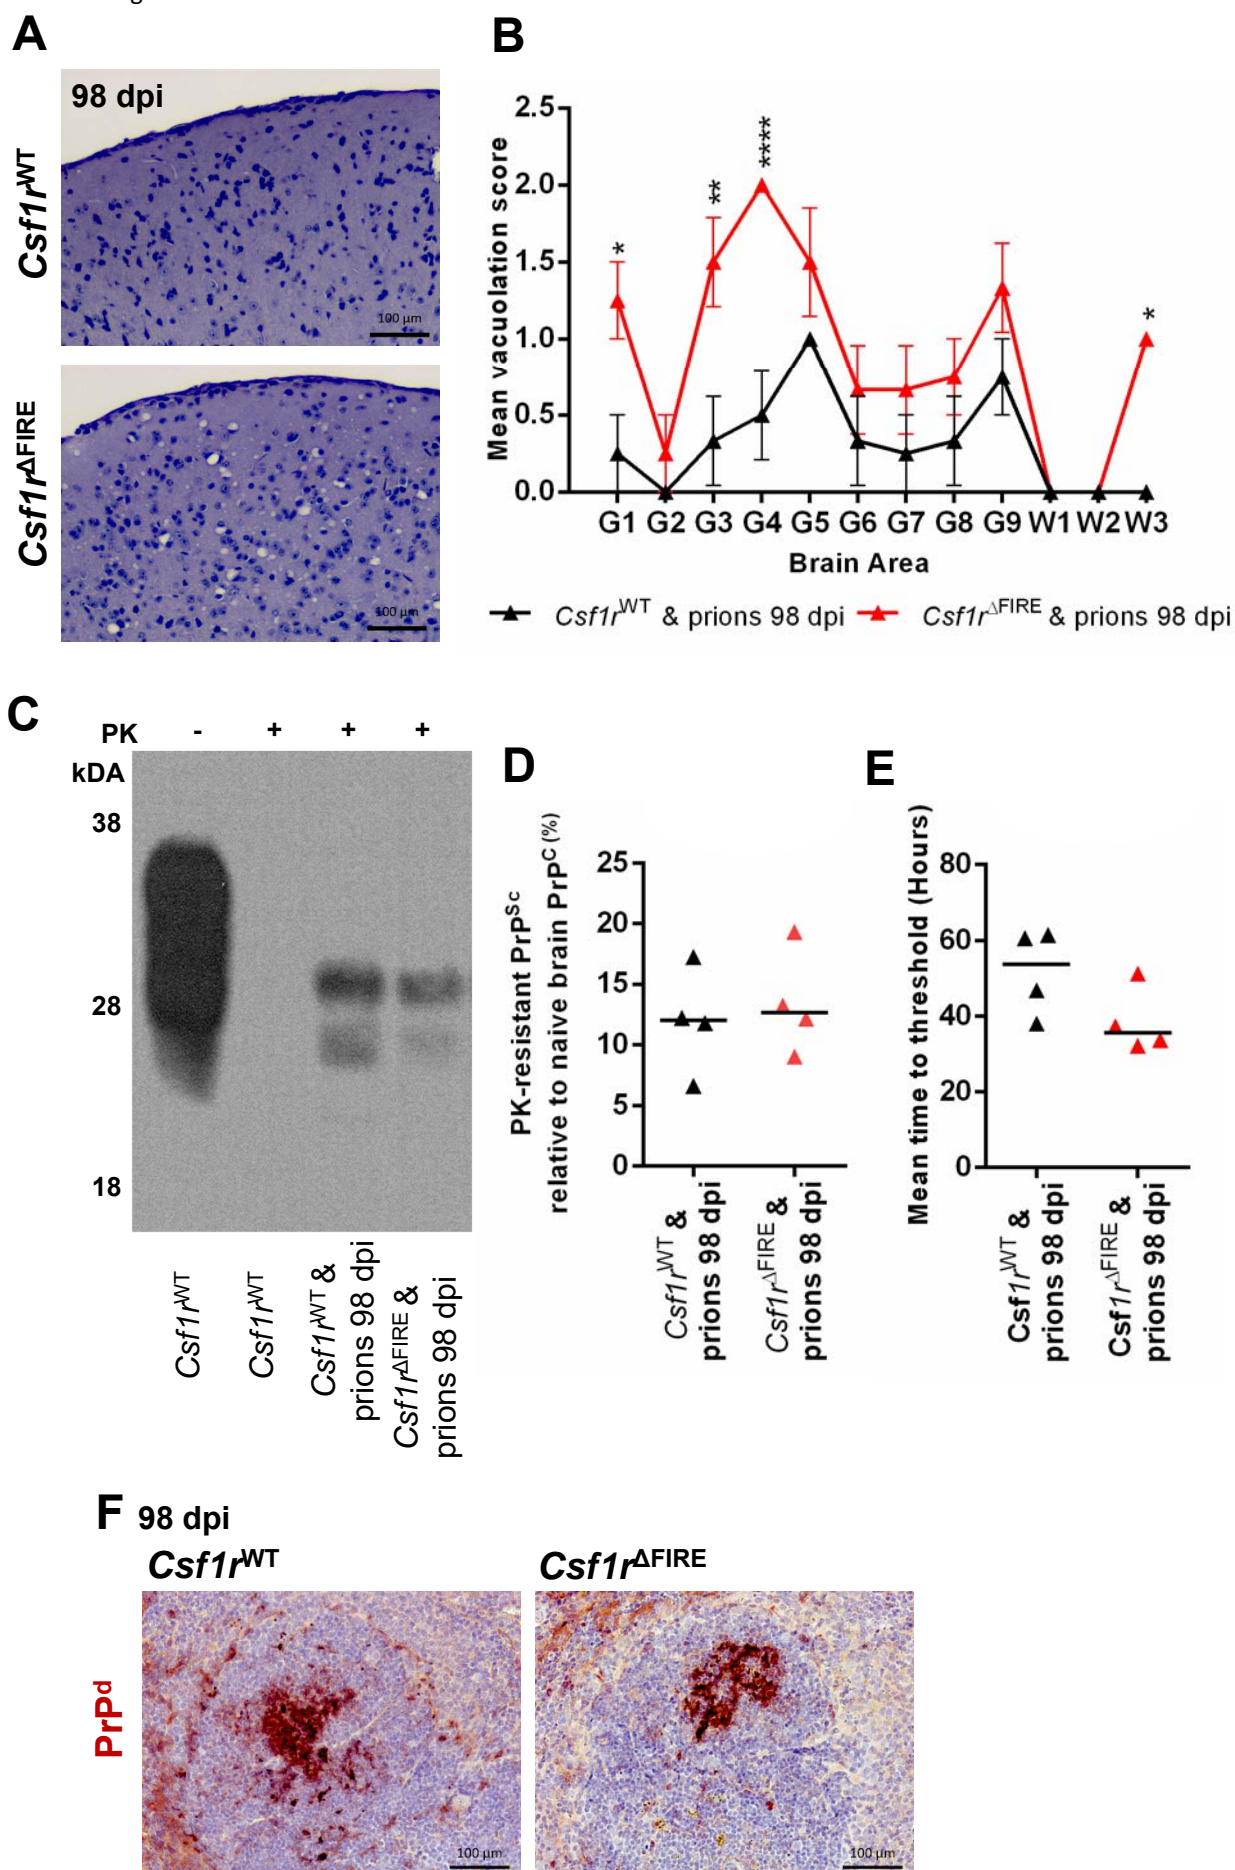 A
98 dpi
Csf1rWT
100 µm
Csf1rΔFIRE
100 µm
B
Mean vacuolation score
2.5
2.0
1.5
1.0
0.5
0.0
*
**
****
*
G1 G2 G3 G4 G5 G6 G7 G8 G9 W1 W2 W3
Brain Area
Csf1rWT & prions 98 dpi
Csf1rΔFIRE & prions 98 dpi
C
PK - + + +
kDA
38
28
18
Csf1rWT
Csf1rWT
Csf1rWT &
prions 98 dpi
Csf1rΔFIRE &
prions 98 dpi
D
PK-resistant PrPSc
relative to naive brain PrPC (%)
25
20
15
10
5
0
Csf1rWT &
prions 98 dpi
Csf1rΔFIRE &
prions 98 dpi
E
Mean time to threshold (Hours)
80
60
40
20
0
Csf1rWT &
prions 98 dpi
Csf1rΔFIRE &
prions 98 dpi
F 98 dpi
Csf1rWT
Csf1rΔFIRE
PrPd
100 µm
100 µm